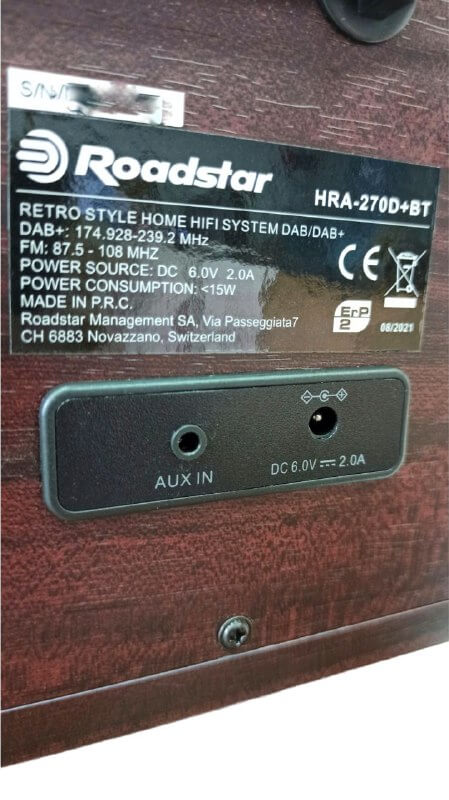 S/N/
Roadstar
HRA-270D+BT
RETRO STYLE HOME HIFI SYSTEM DAB/DAB+
DAB+: 174.928-239.2 MHz
FM: 87.5 - 108 MHz
POWER SOURCE: DC 6.0V 2.0A
POWER CONSUMPTION: <15W
MADE IN P.R.C.
Roadstar Management SA, Via Passeggiata7
CH 6883 Novazzano, Switzerland
CE
ErP
2
08/2021
AUX IN
DC 6.0V ⎓ 2.0A